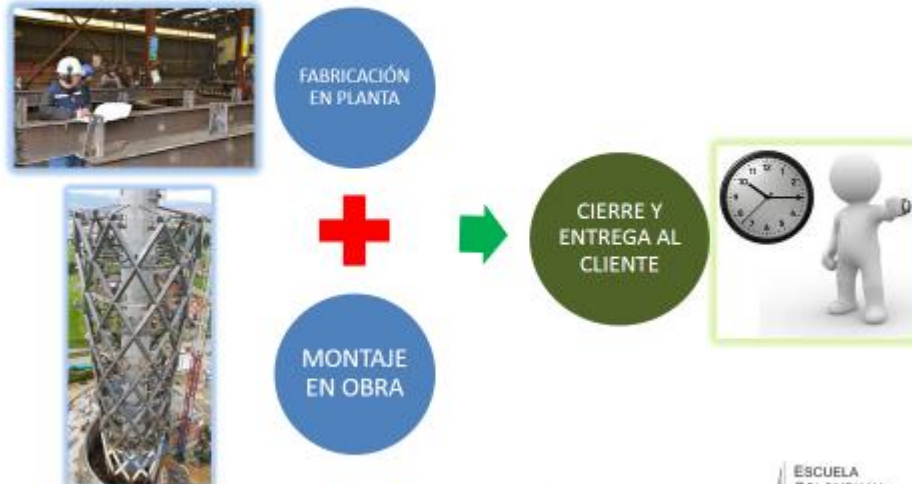 FABRICACIÓN
EN PLANTA
CIERRE Y
ENTREGA AL
CLIENTE
MONTAJE
EN OBRA
ESCUELA